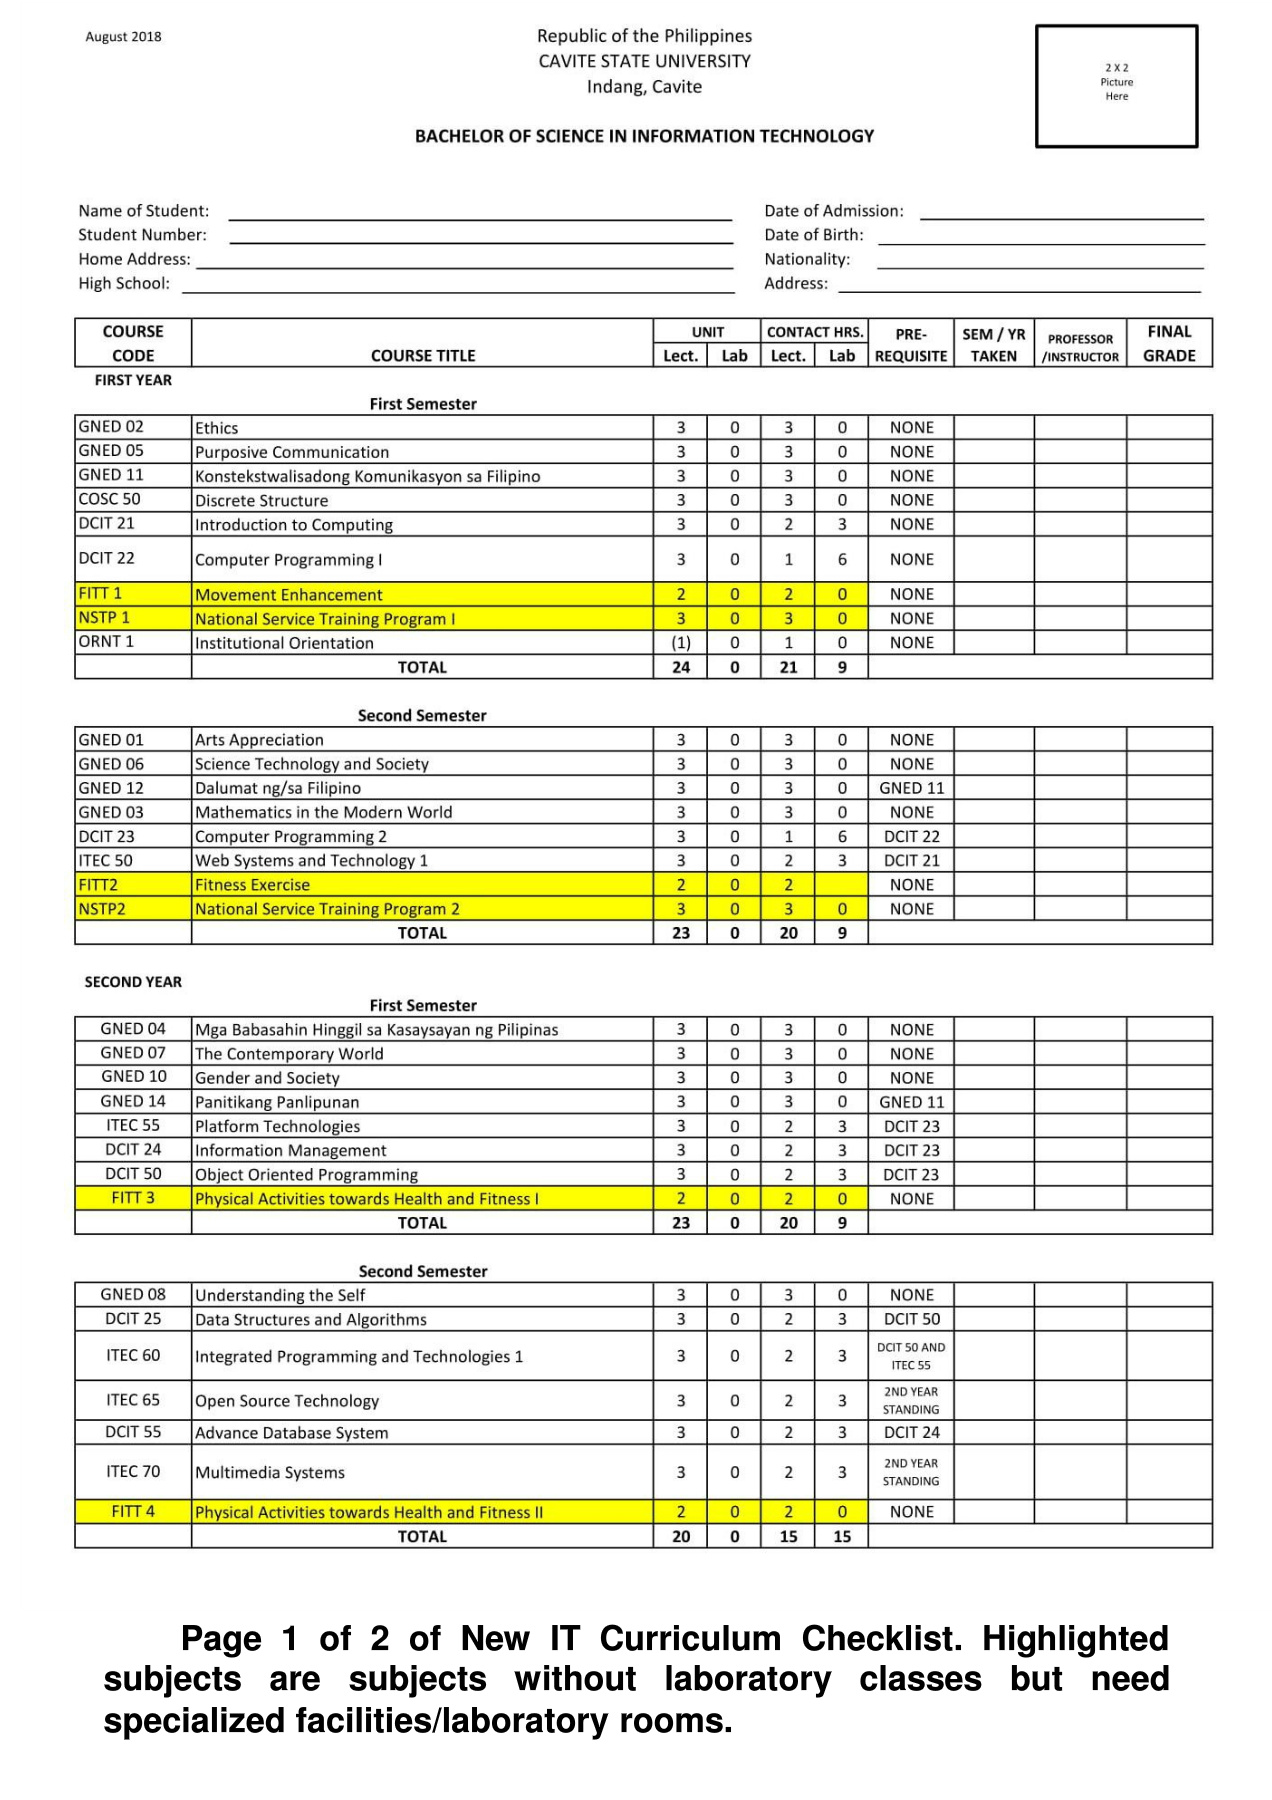 August 2018
Republic of the Philippines
CAVITE STATE UNIVERSITY
Indang, Cavite
2 X 2
Picture
Here
BACHELOR OF SCIENCE IN INFORMATION TECHNOLOGY
Name of Student: Date of Admission:
Student Number: Date of Birth:
Home Address: Nationality:
High School: Address:
COURSE CODE COURSE TITLE UNIT Lect. Lab CONTACT HRS. Lect. Lab PRE-REQUISITE SEM / YR TAKEN PROFESSOR /INSTRUCTOR FINAL GRADE
FIRST YEAR
First Semester
GNED 02 Ethics 3 0 3 0 NONE
GNED 05 Purposive Communication 3 0 3 0 NONE
GNED 11 Konstekstwalisadong Komunikasyon sa Filipino 3 0 3 0 NONE
COSC 50 Discrete Structure 3 0 3 0 NONE
DCIT 21 Introduction to Computing 3 0 2 3 NONE
DCIT 22 Computer Programming I 3 0 1 6 NONE
FITT 1 Movement Enhancement 2 0 2 0 NONE
NSTP 1 National Service Training Program I 3 0 3 0 NONE
ORNT 1 Institutional Orientation (1) 0 1 0 NONE
TOTAL 24 0 21 9
Second Semester
GNED 01 Arts Appreciation 3 0 3 0 NONE
GNED 06 Science Technology and Society 3 0 3 0 NONE
GNED 12 Dalumat ng/sa Filipino 3 0 3 0 GNED 11
GNED 03 Mathematics in the Modern World 3 0 3 0 NONE
DCIT 23 Computer Programming 2 3 0 1 6 DCIT 22
ITEC 50 Web Systems and Technology 1 3 0 2 3 DCIT 21
FITT2 Fitness Exercise 2 0 2 NONE
NSTP2 National Service Training Program 2 3 0 3 0 NONE
TOTAL 23 0 20 9
SECOND YEAR
First Semester
GNED 04 Mga Babasahin Hinggil sa Kasaysayan ng Pilipinas 3 0 3 0 NONE
GNED 07 The Contemporary World 3 0 3 0 NONE
GNED 10 Gender and Society 3 0 3 0 NONE
GNED 14 Panitikang Panlipunan 3 0 3 0 GNED 11
ITEC 55 Platform Technologies 3 0 2 3 DCIT 23
DCIT 24 Information Management 3 0 2 3 DCIT 23
DCIT 50 Object Oriented Programming 3 0 2 3 DCIT 23
FITT 3 Physical Activities towards Health and Fitness I 2 0 2 0 NONE
TOTAL 23 0 20 9
Second Semester
GNED 08 Understanding the Self 3 0 3 0 NONE
DCIT 25 Data Structures and Algorithms 3 0 2 3 DCIT 50
ITEC 60 Integrated Programming and Technologies 1 3 0 2 3 DCIT 50 AND ITEC 55
ITEC 65 Open Source Technology 3 0 2 3 2ND YEAR STANDING
DCIT 55 Advance Database System 3 0 2 3 DCIT 24
ITEC 70 Multimedia Systems 3 0 2 3 2ND YEAR STANDING
FITT 4 Physical Activities towards Health and Fitness II 2 0 2 0 NONE
TOTAL 20 0 15 15
Page 1 of 2 of New IT Curriculum Checklist. Highlighted
subjects are subjects without laboratory classes but need
specialized facilities/laboratory rooms.